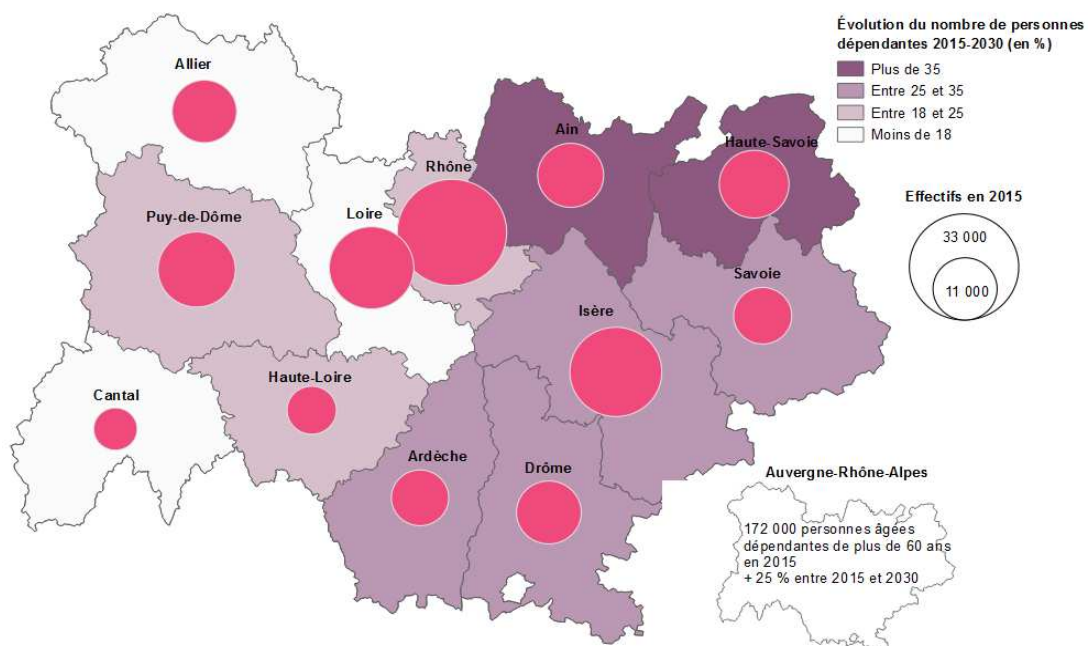 Évolution du nombre de personnes
dépendantes 2015-2030 (en %)
Plus de 35
Entre 25 et 35
Entre 18 et 25
Moins de 18
Allier
Ain
Haute-Savoie
Rhône
Puy-de-Dôme
Loire
Effectifs en 2015
33 000
11 000
Savoie
Isère
Haute-Loire
Cantal
Ardèche
Drôme
Auvergne-Rhône-Alpes
172 000 personnes âgées
dépendantes de plus de 60 ans
en 2015
+ 25 % entre 2015 et 2030